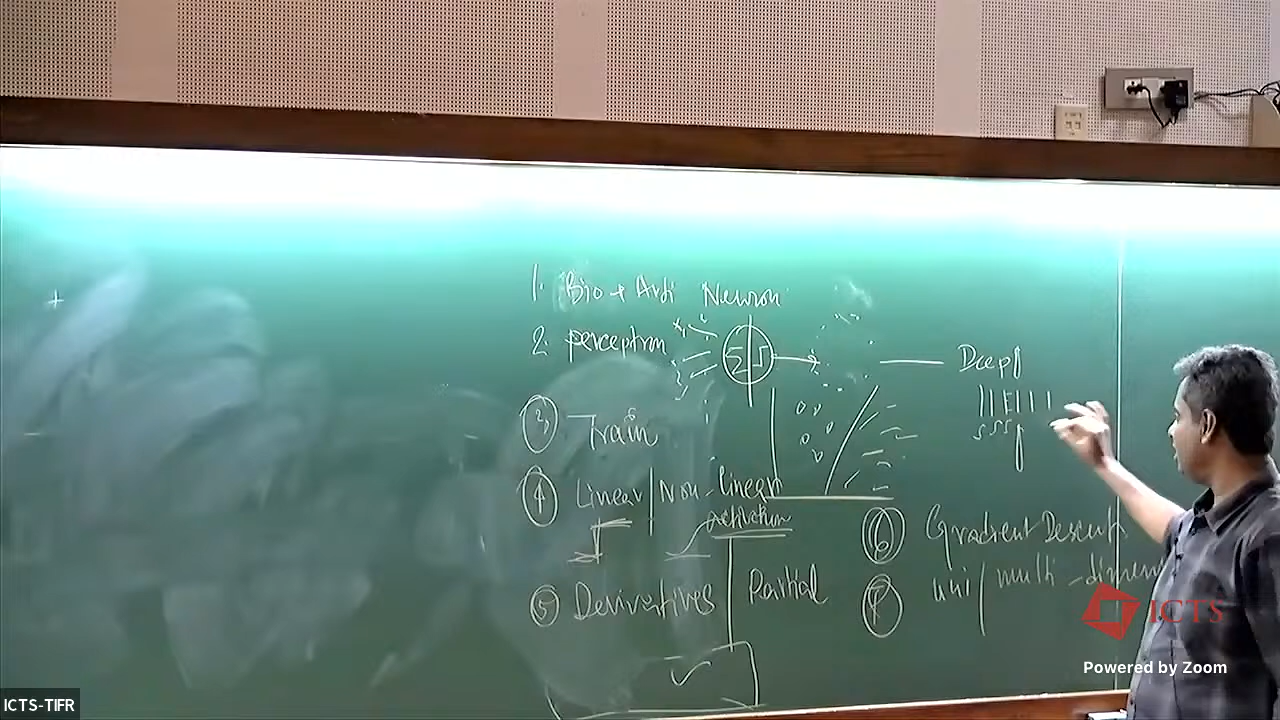 1. Bio + Arti Neuron
2. perceptron
Σ
Deep
3 Train
4 Linear | Non-linear
activation
5 Derivatives | Partial
6 Gradient Descent
7 uni / multi-dimen
ICTS
Powered by Zoom
ICTS-TIFR